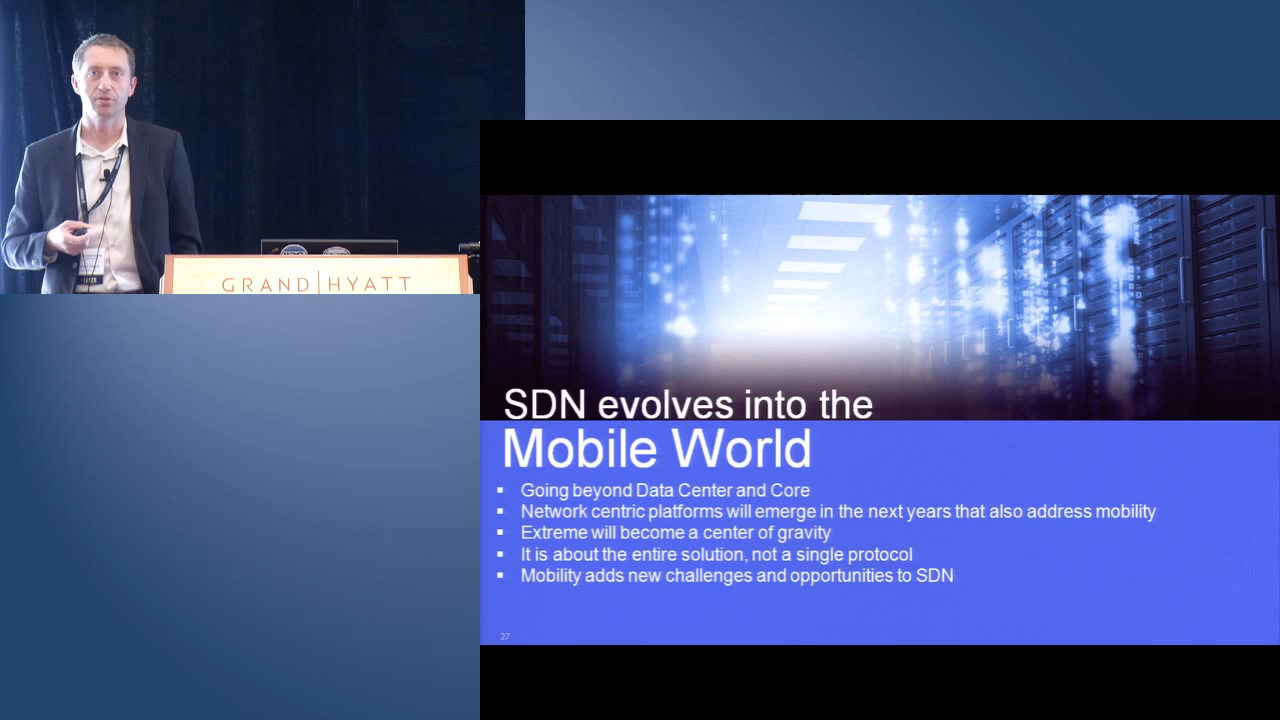 GRAND|HYATT
SDN evolves into the
Mobile World
▪ Going beyond Data Center and Core
▪ Network centric platforms will emerge in the next years that also address mobility
▪ Extreme will become a center of gravity
▪ It is about the entire solution, not a single protocol
▪ Mobility adds new challenges and opportunities to SDN
27